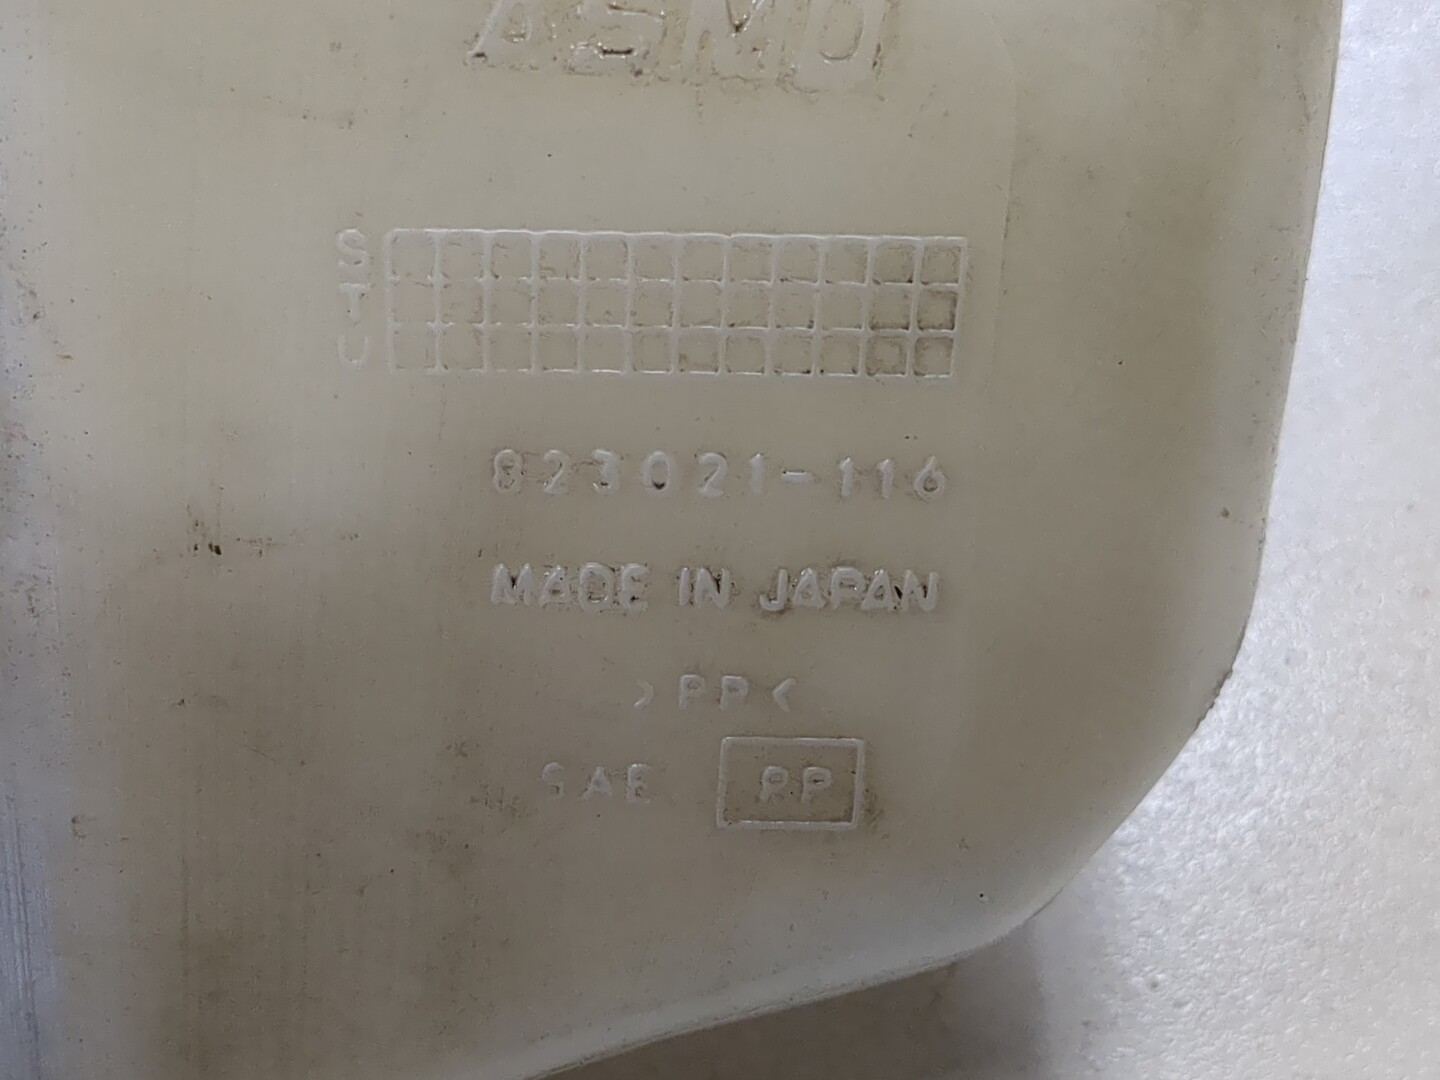 ASMO
S
T
U
823021-116
MADE IN JAPAN
>PP<
SAE PP